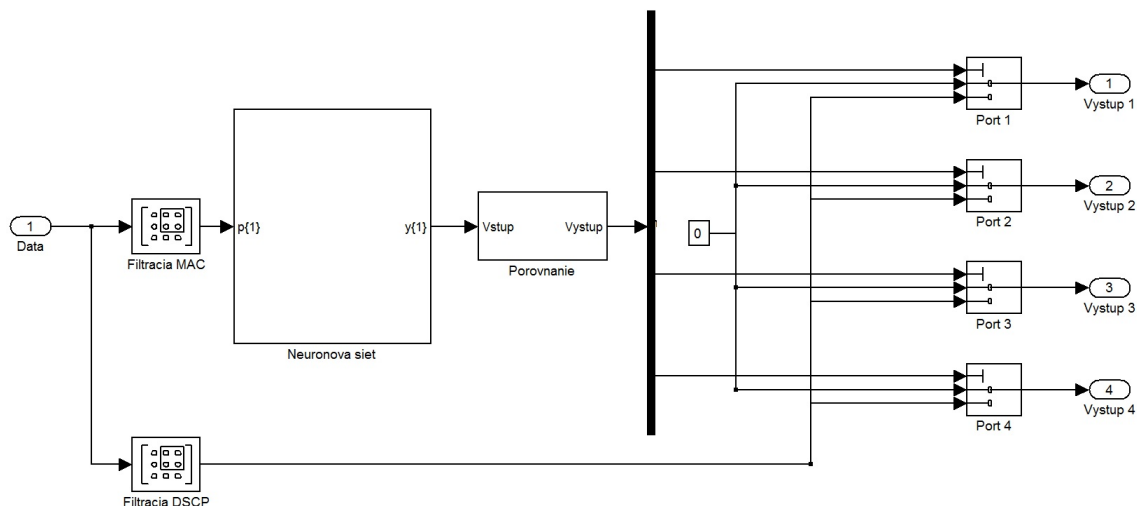 1
Data
Filtracia MAC
p{1}
y{1}
Neuronova siet
Vstup
Vystup
Porovnanie
0
Port 1
1
Vystup 1
Port 2
2
Vystup 2
Port 3
3
Vystup 3
Port 4
4
Vystup 4
Filtracia DSCP